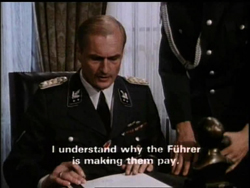 I understand why the Führer
is making them pay.